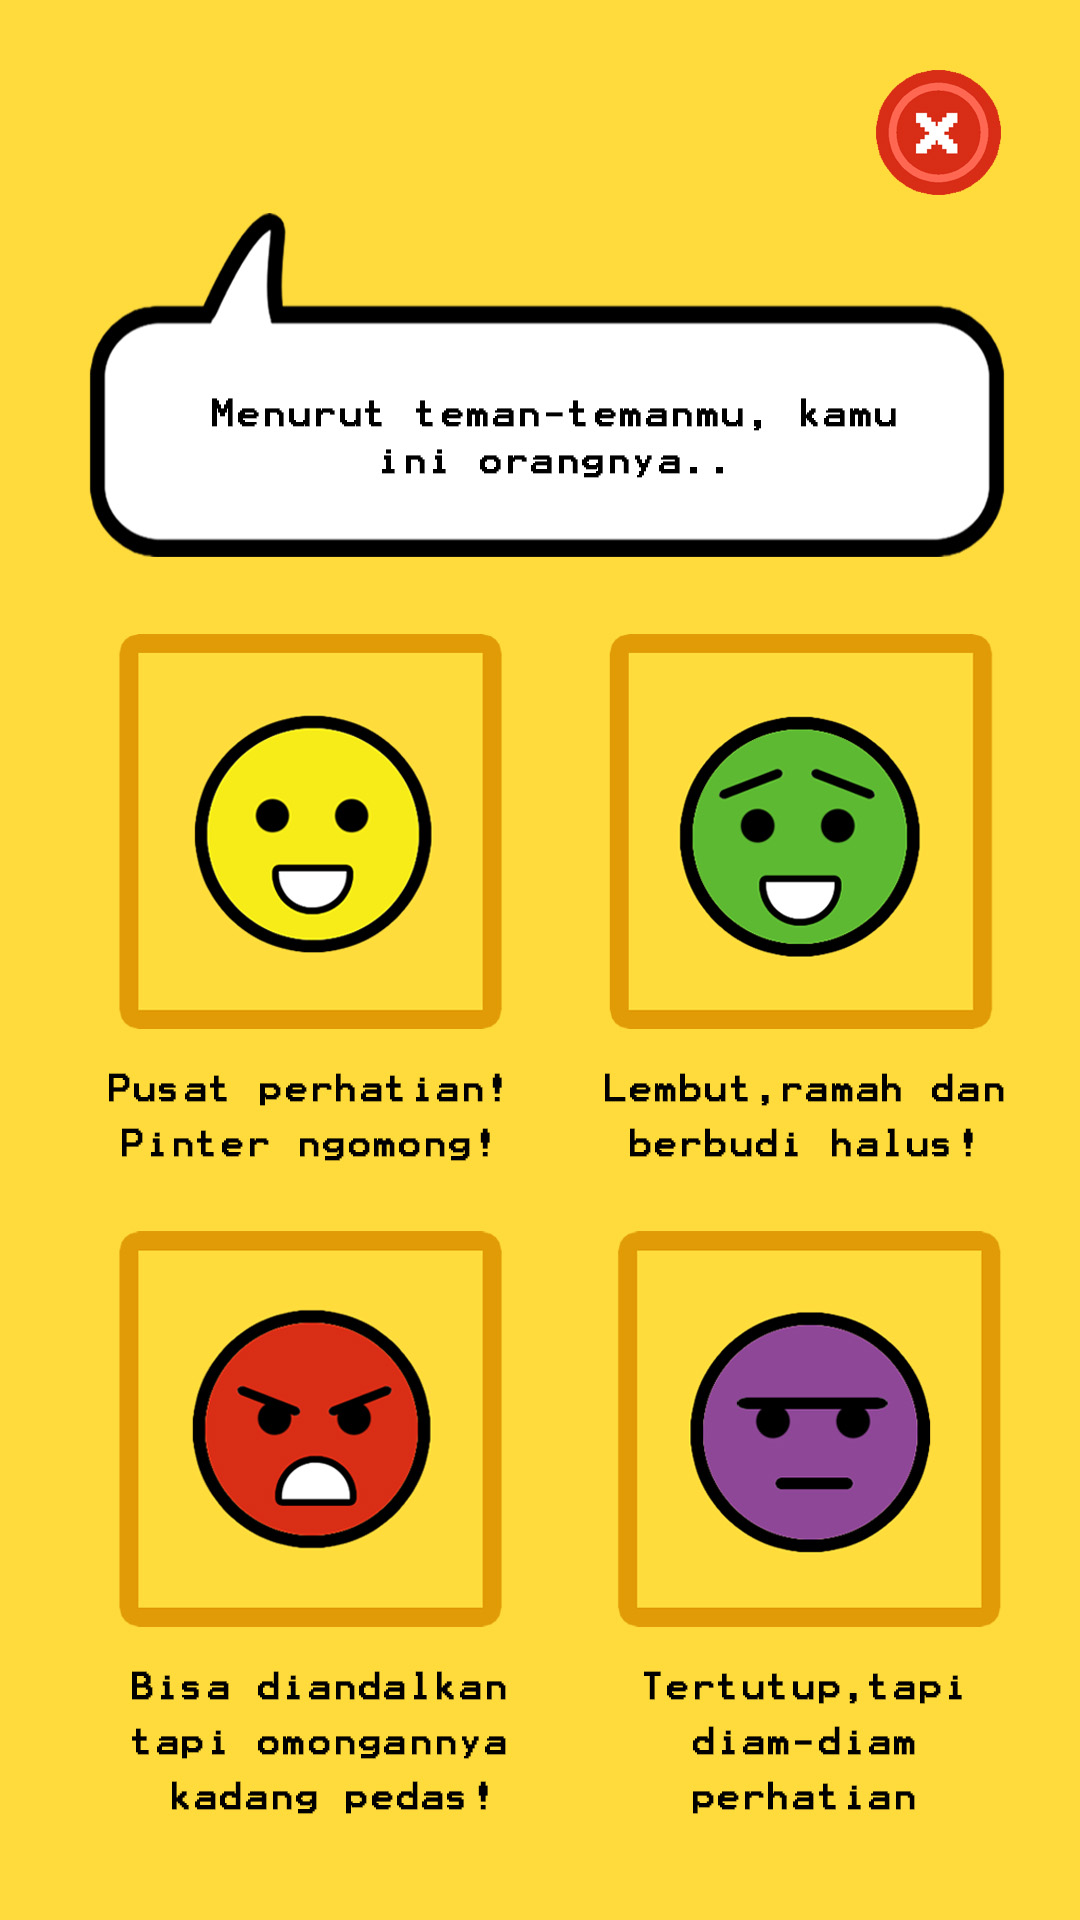 Menurut teman-temanmu, kamu
ini orangnya..
Pusat perhatian!
Pinter ngomong!
Lembut,ramah dan
berbudi halus!
Bisa diandalkan
tapi omongannya
kadang pedas!
Tertutup,tapi
diam-diam
perhatian